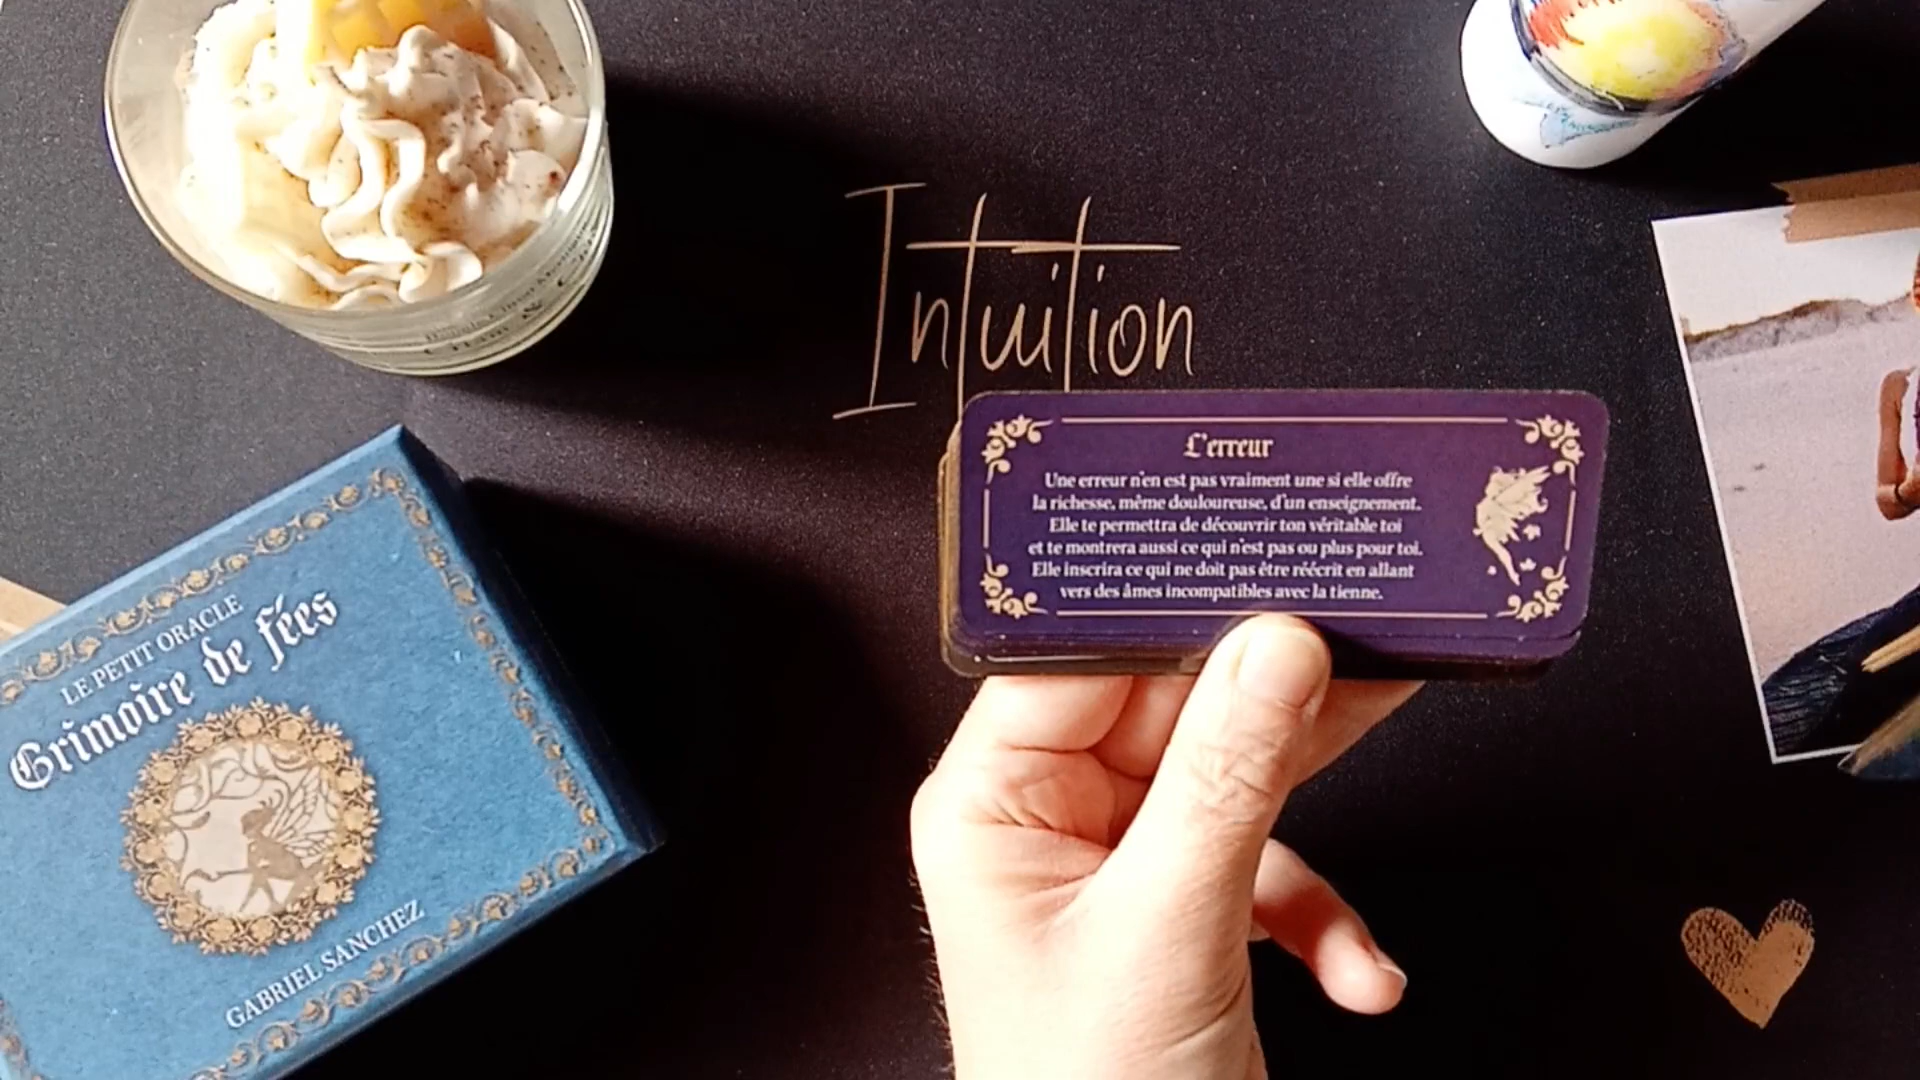 Intuition
L'erreur
Une erreur n'en est pas vraiment une si elle offre
la richesse, même douloureuse, d'un enseignement.
Elle te permettra de découvrir ton véritable toi
et te montrera aussi ce qui n'est pas ou plus pour toi.
Elle inscrira ce qui ne doit pas être réécrit en allant
vers des âmes incompatibles avec la tienne.
LE PETIT ORACLE
Grimoire de fées
GABRIEL SANCHEZ